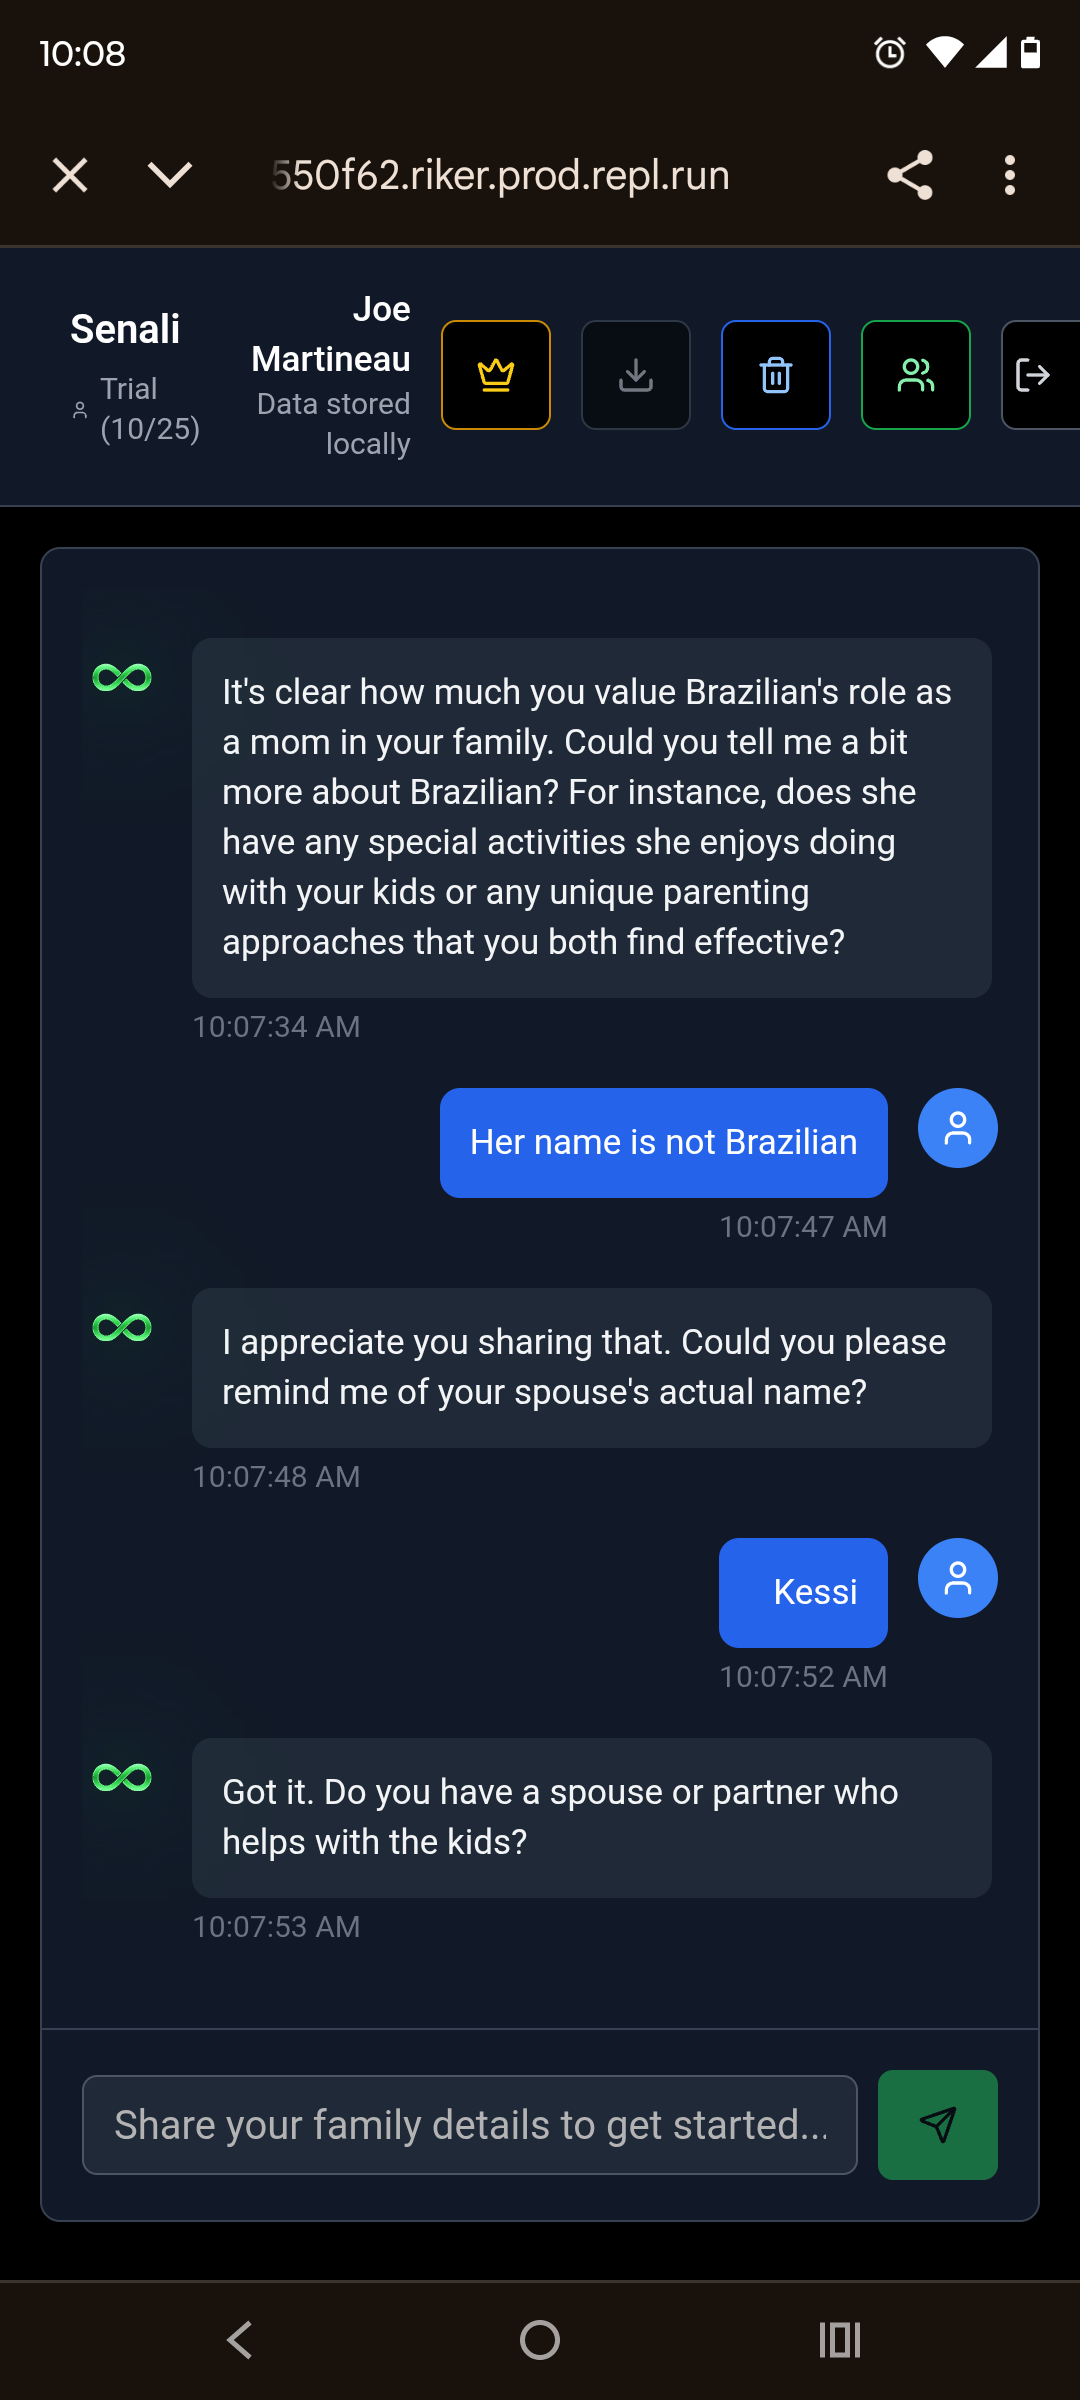 10:08
550f62.riker.prod.repl.run
Senali
Trial
(10/25)
Joe
Martineau
Data stored
locally
It's clear how much you value Brazilian's role as
a mom in your family. Could you tell me a bit
more about Brazilian? For instance, does she
have any special activities she enjoys doing
with your kids or any unique parenting
approaches that you both find effective?
10:07:34 AM
Her name is not Brazilian
10:07:47 AM
I appreciate you sharing that. Could you please
remind me of your spouse's actual name?
10:07:48 AM
Kessi
10:07:52 AM
Got it. Do you have a spouse or partner who
helps with the kids?
10:07:53 AM
Share your family details to get started...